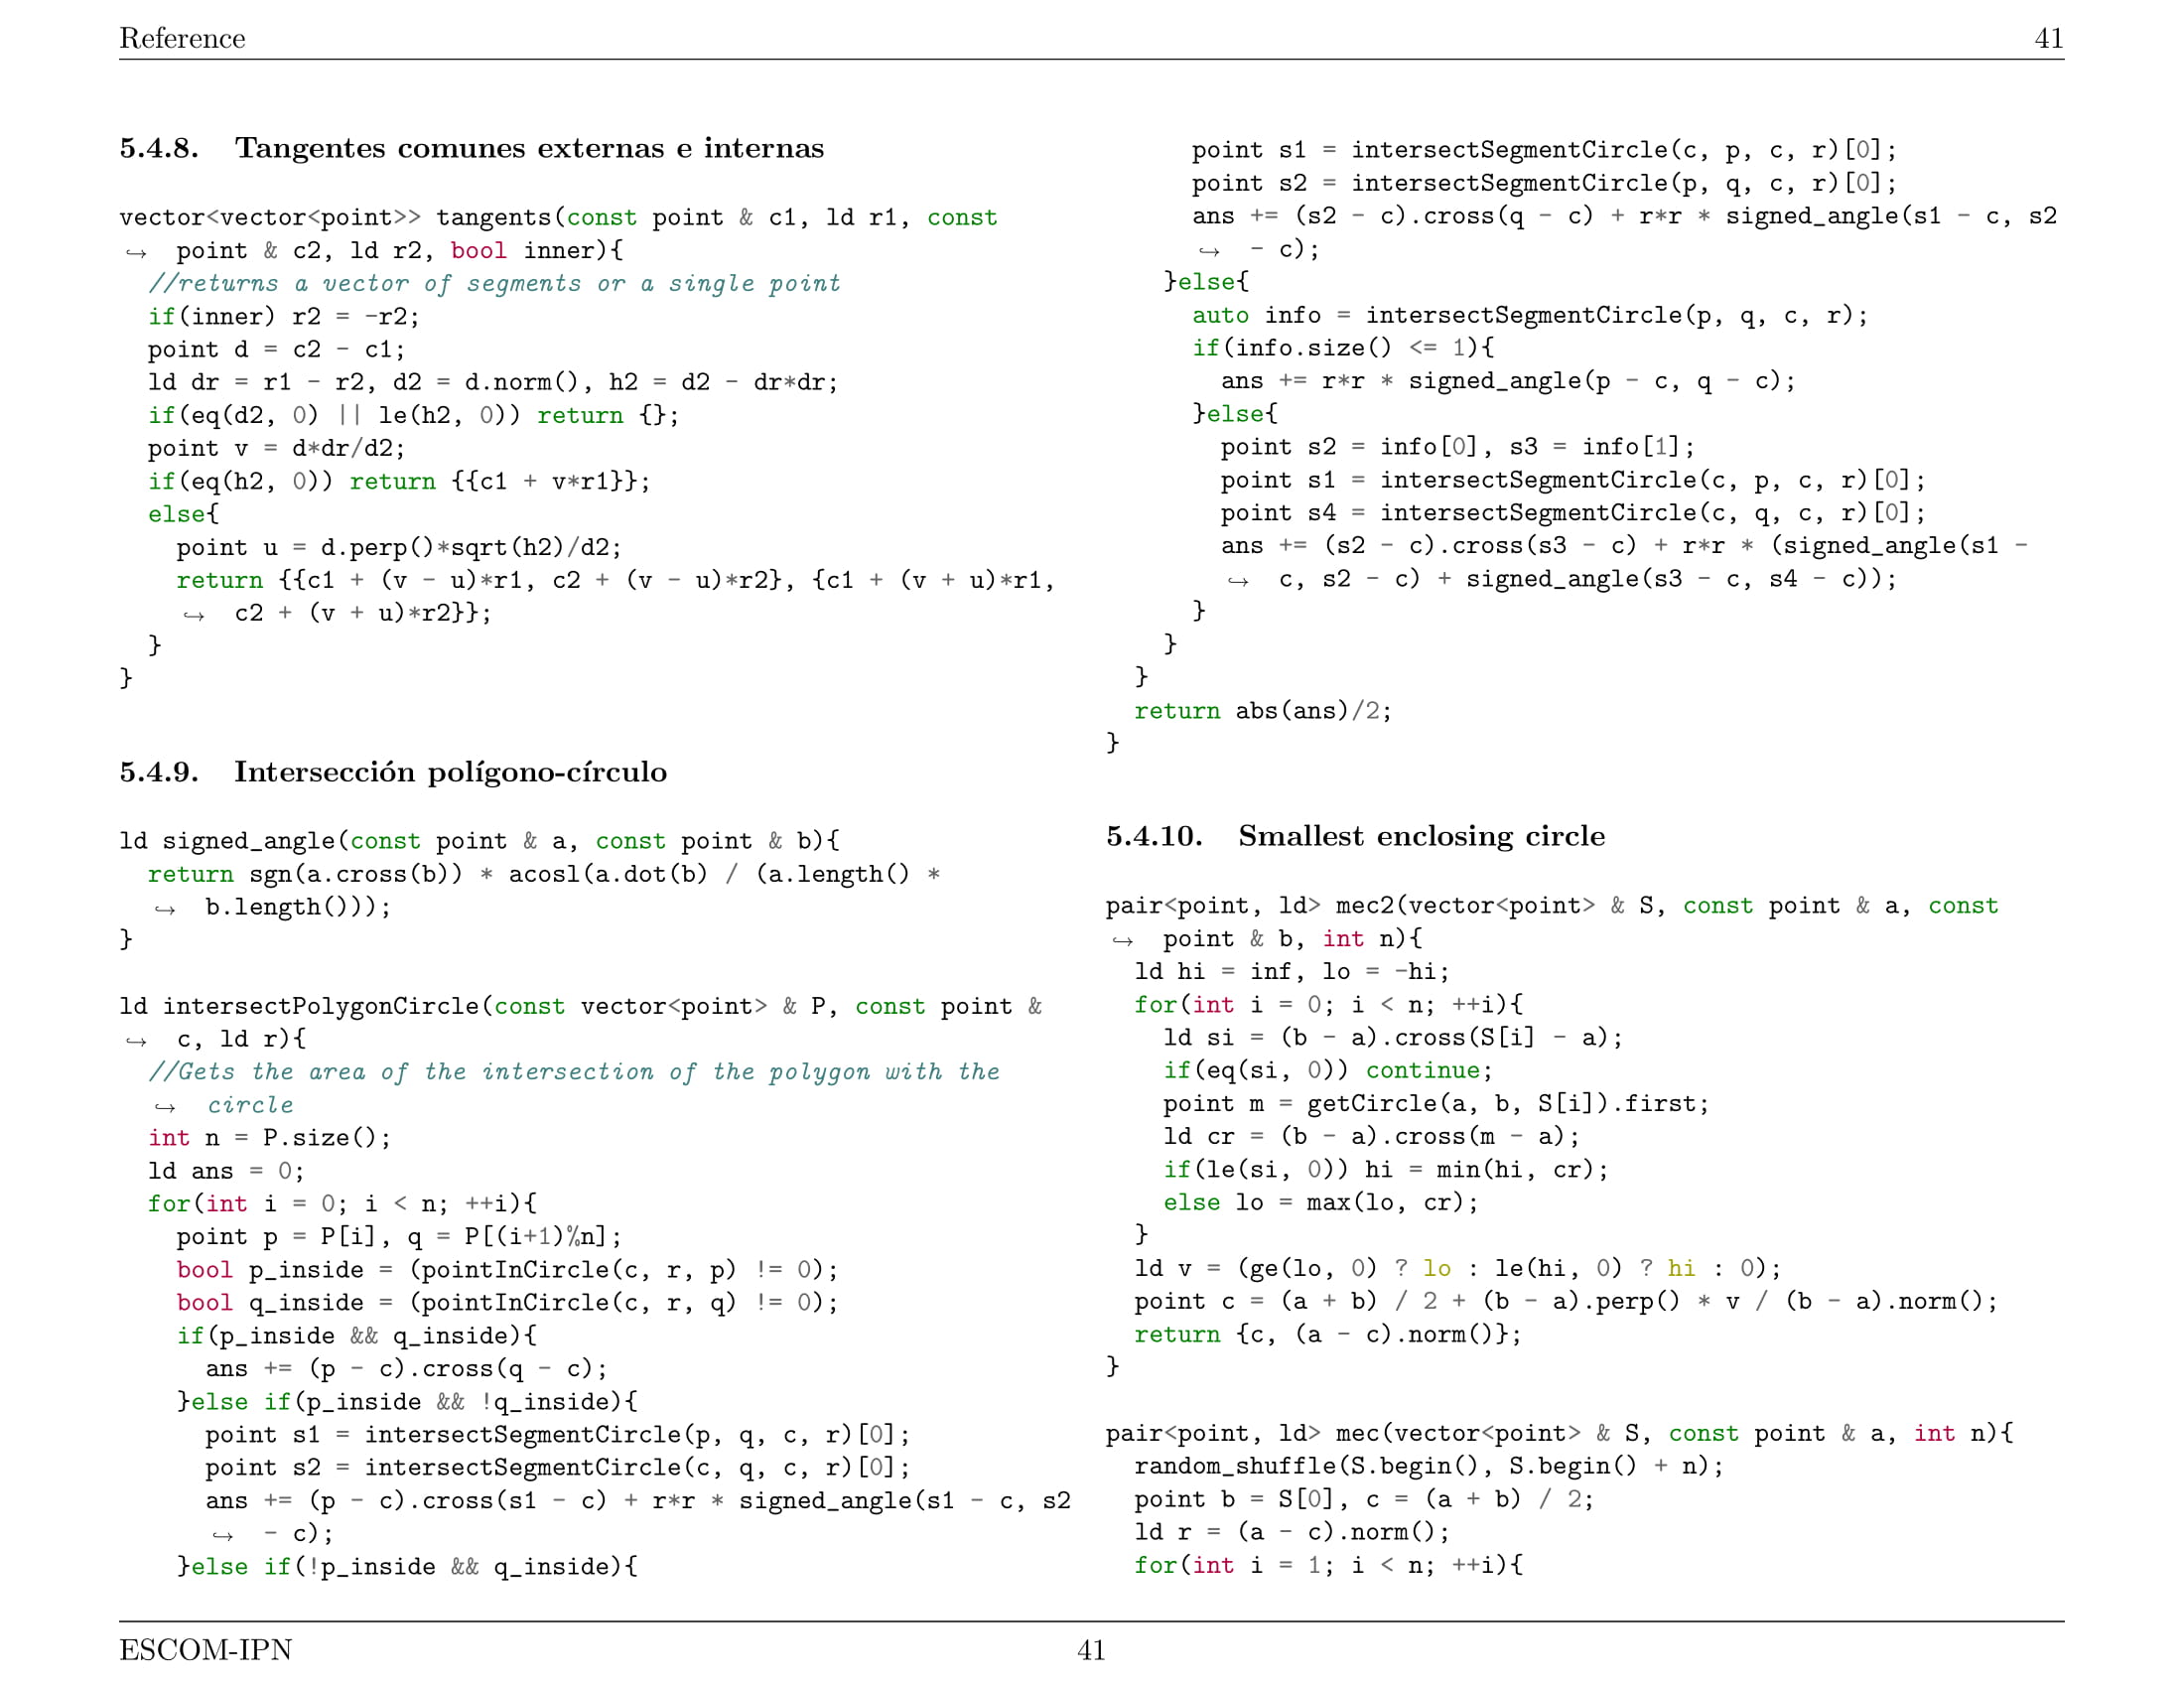 Reference 41
5.4.8. Tangentes comunes externas e internas
vector<vector<point>> tangents(const point & c1, ld r1, const
↪ point & c2, ld r2, bool inner){
  //returns a vector of segments or a single point
  if(inner) r2 = -r2;
  point d = c2 - c1;
  ld dr = r1 - r2, d2 = d.norm(), h2 = d2 - dr*dr;
  if(eq(d2, 0) || le(h2, 0)) return {};
  point v = d*dr/d2;
  if(eq(h2, 0)) return {{c1 + v*r1}};
  else{
    point u = d.perp()*sqrt(h2)/d2;
    return {{c1 + (v - u)*r1, c2 + (v - u)*r2}, {c1 + (v + u)*r1,
    ↪ c2 + (v + u)*r2}};
  }
}
5.4.9. Intersección polígono-círculo
ld signed_angle(const point & a, const point & b){
  return sgn(a.cross(b)) * acosl(a.dot(b) / (a.length() *
  ↪ b.length()));
}
ld intersectPolygonCircle(const vector<point> & P, const point &
↪ c, ld r){
  //Gets the area of the intersection of the polygon with the
  ↪ circle
  int n = P.size();
  ld ans = 0;
  for(int i = 0; i < n; ++i){
    point p = P[i], q = P[(i+1)%n];
    bool p_inside = (pointInCircle(c, r, p) != 0);
    bool q_inside = (pointInCircle(c, r, q) != 0);
    if(p_inside && q_inside){
      ans += (p - c).cross(q - c);
    }else if(p_inside && !q_inside){
      point s1 = intersectSegmentCircle(p, q, c, r)[0];
      point s2 = intersectSegmentCircle(c, q, c, r)[0];
      ans += (p - c).cross(s1 - c) + r*r * signed_angle(s1 - c, s2
      ↪ - c);
    }else if(!p_inside && q_inside){
      point s1 = intersectSegmentCircle(c, p, c, r)[0];
      point s2 = intersectSegmentCircle(p, q, c, r)[0];
      ans += (s2 - c).cross(q - c) + r*r * signed_angle(s1 - c, s2
      ↪ - c);
    }else{
      auto info = intersectSegmentCircle(p, q, c, r);
      if(info.size() <= 1){
        ans += r*r * signed_angle(p - c, q - c);
      }else{
        point s2 = info[0], s3 = info[1];
        point s1 = intersectSegmentCircle(c, p, c, r)[0];
        point s4 = intersectSegmentCircle(c, q, c, r)[0];
        ans += (s2 - c).cross(s3 - c) + r*r * (signed_angle(s1 -
        ↪ c, s2 - c) + signed_angle(s3 - c, s4 - c));
      }
    }
  }
  return abs(ans)/2;
}
5.4.10. Smallest enclosing circle
pair<point, ld> mec2(vector<point> & S, const point & a, const
↪ point & b, int n){
  ld hi = inf, lo = -hi;
  for(int i = 0; i < n; ++i){
    ld si = (b - a).cross(S[i] - a);
    if(eq(si, 0)) continue;
    point m = getCircle(a, b, S[i]).first;
    ld cr = (b - a).cross(m - a);
    if(le(si, 0)) hi = min(hi, cr);
    else lo = max(lo, cr);
  }
  ld v = (ge(lo, 0) ? lo : le(hi, 0) ? hi : 0);
  point c = (a + b) / 2 + (b - a).perp() * v / (b - a).norm();
  return {c, (a - c).norm()};
}
pair<point, ld> mec(vector<point> & S, const point & a, int n){
  random_shuffle(S.begin(), S.begin() + n);
  point b = S[0], c = (a + b) / 2;
  ld r = (a - c).norm();
  for(int i = 1; i < n; ++i){
ESCOM-IPN 41